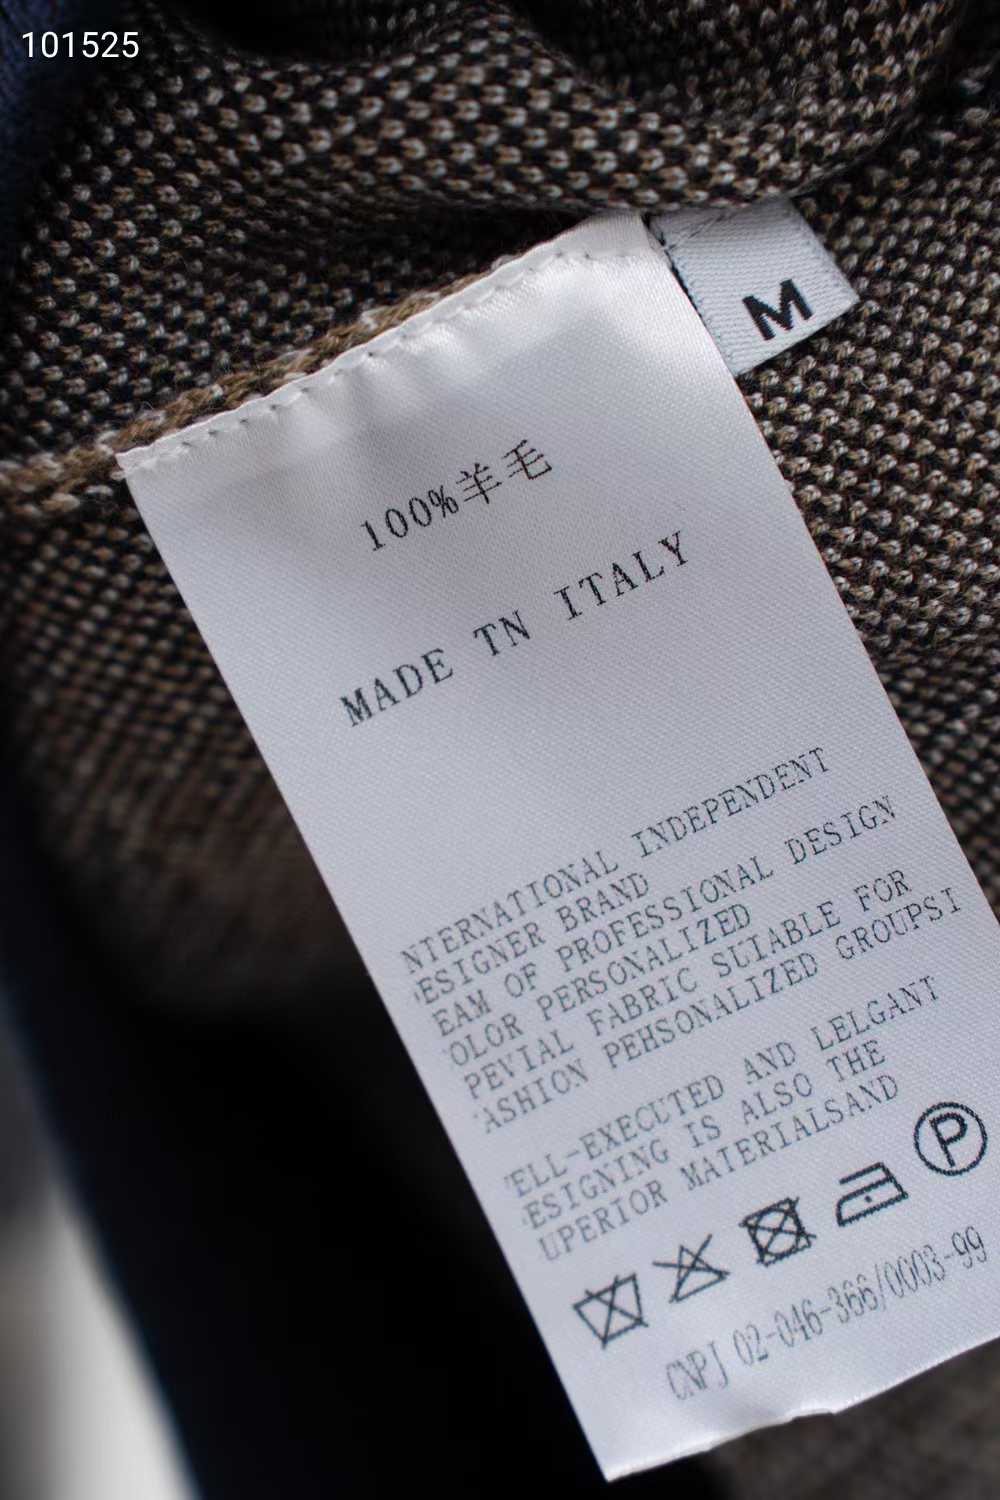 101525
M
100%羊毛
MADE TN ITALY
NTERNATIONAL INDEPENDENT
ESIGNER BRAND
EAM OF PROFESSIONAL DESIGN
OLOR PERSONALIZED
PEVIAL FABRIC SUIABLE FOR
ASHION PEHSONALIZED GROUPSI
ELL-EXECUTED AND LELGANT
ESIGNING IS ALSO THE
UPERIOR MAIERIALSAND
P
CNPJ 02-046-366/0003-99